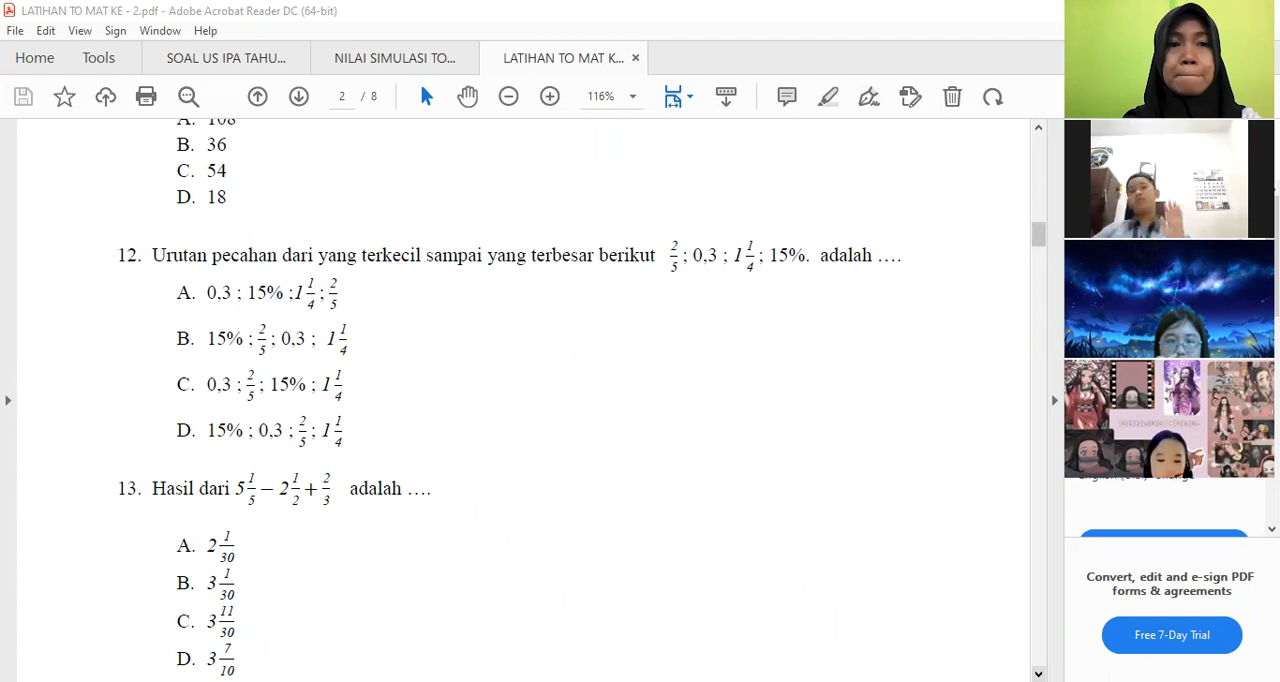 LATIHAN TO MAT KE - 2.pdf - Adobe Acrobat Reader DC (64-bit)
File Edit View Sign Window Help
Home Tools SOAL US IPA TAHU... NILAI SIMULASI TO... LATIHAN TO MAT K... ×
2 / 8 116%
A. 108
B. 36
C. 54
D. 18
12. Urutan pecahan dari yang terkecil sampai yang terbesar berikut 2/5 ; 0,3 ; 1 1/4 ; 15%. adalah ….
A. 0,3 ; 15% ; 1 1/4 ; 2/5
B. 15% ; 2/5 ; 0,3 ; 1 1/4
C. 0,3 ; 2/5 ; 15% ; 1 1/4
D. 15% ; 0,3 ; 2/5 ; 1 1/4
13. Hasil dari 5 1/5 − 2 1/2 + 2/3 adalah ….
A. 2 1/30
B. 3 1/30
C. 3 11/30
D. 3 7/10
Convert, edit and e-sign PDF
forms & agreements
Free 7-Day Trial